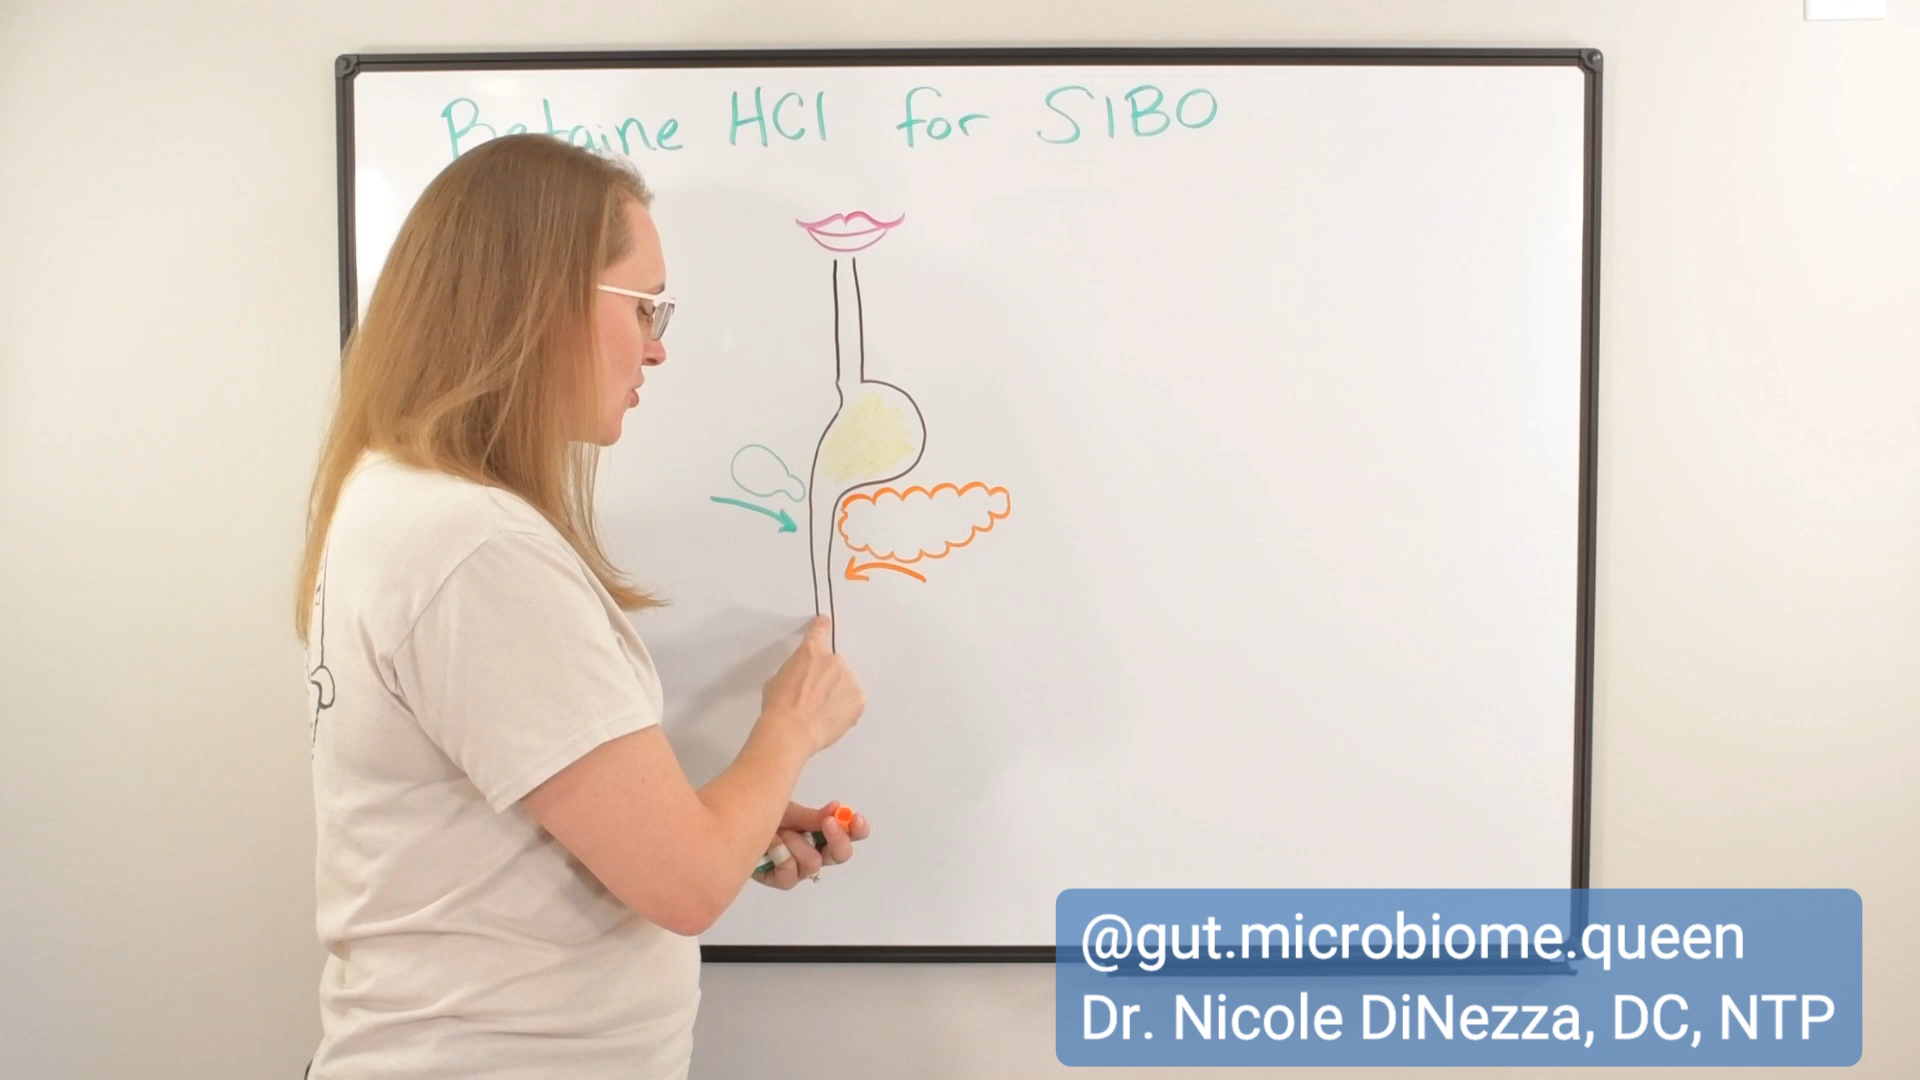 Betaine HCl for SIBO
@gut.microbiome.queen
Dr. Nicole DiNezza, DC, NTP